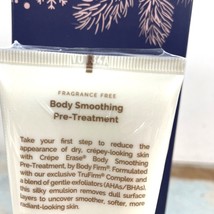 FRAGRANCE FREE
Body Smoothing
Pre-Treatment
Take your first step to reduce the
appearance of dry, crépey-looking skin
with Crépe Erase® Body Smoothing
Pre-Treatment, by Body Firm® Formulated
with our exclusive TruFirm® Complex and
a blend of gentle exfoliators (AHAs/BHAs),
this silky emulsion removes dull surface
layers to uncover smoother, softer, more
radiant-looking skin.